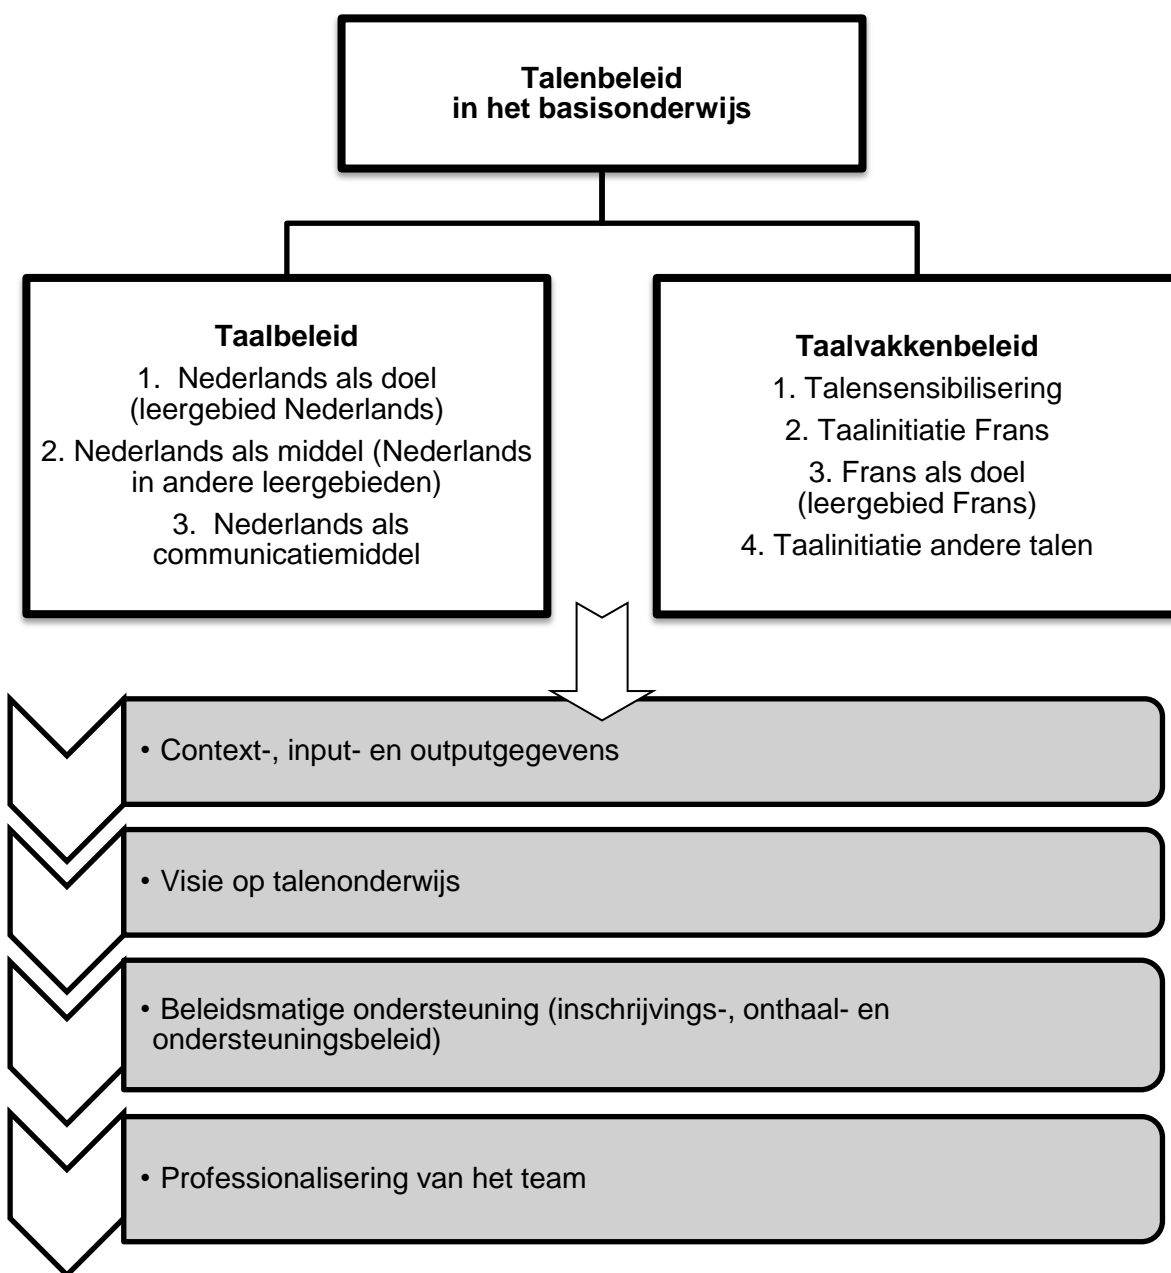 Talenbeleid
in het basisonderwijs
Taalbeleid
1. Nederlands als doel
(leergebied Nederlands)
2. Nederlands als middel (Nederlands
in andere leergebieden)
3. Nederlands als
communicatiemiddel
Taalvakkenbeleid
1. Talensensibilisering
2. Taalinitiatie Frans
3. Frans als doel
(leergebied Frans)
4. Taalinitiatie andere talen
• Context-, input- en outputgegevens
• Visie op talenonderwijs
• Beleidsmatige ondersteuning (inschrijvings-, onthaal- en
ondersteuningsbeleid)
• Professionalisering van het team